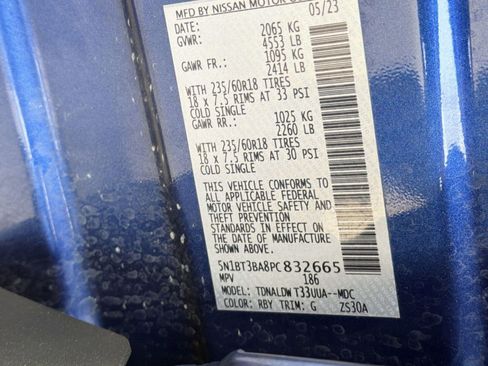 MFD BY NISSAN MOTOR
DATE: 05/23
GVWR: 2065 KG
4553 LB
GAWR FR.: 1095 KG
2414 LB
WITH 235/60R18 TIRES
18 x 7.5 RIMS AT 33 PSI
COLD SINGLE
GAWR RR.: 1025 KG
2260 LB
WITH 235/60R18 TIRES
18 x 7.5 RIMS AT 30 PSI
COLD SINGLE
THIS VEHICLE CONFORMS TO
ALL APPLICABLE FEDERAL
MOTOR VEHICLE SAFETY AND
THEFT PREVENTION
STANDARDS IN EFFECT ON
THE DATE OF MANUFACTURE
SHOWN ABOVE.
5N1BT3BA8PC832665
MPV 186
MODEL: TDNALDW T33UUA--MDC
COLOR: RBY TRIM: G ZS30A